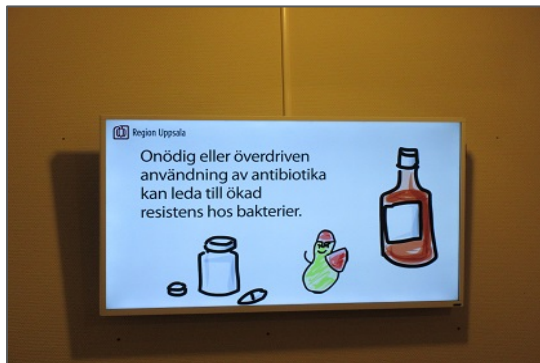 Region Uppsala
Onödig eller överdriven
användning av antibiotika
kan leda till ökad
resistens hos bakterier.